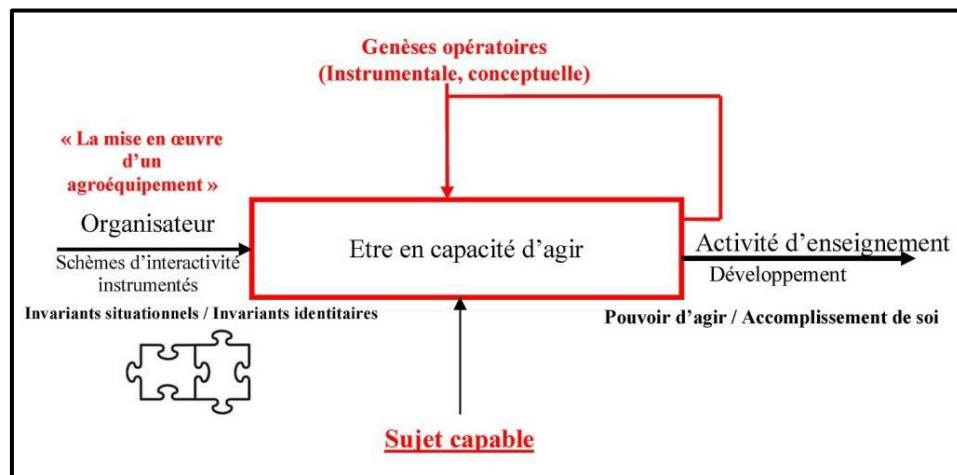 Genèses opératoires
(Instrumentale, conceptuelle)
« La mise en œuvre
d'un
agroéquipement »
Organisateur
Schèmes d'interactivité
instrumentés
Invariants situationnels / Invariants identitaires
Etre en capacité d'agir
Activité d'enseignement
Développement
Pouvoir d'agir / Accomplissement de soi
Sujet capable